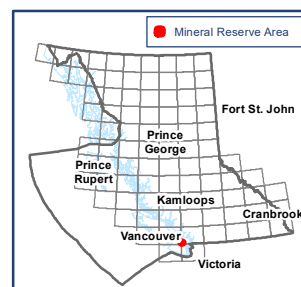 Mineral Reserve Area
Fort St. John
Prince
George
Prince
Rupert
Kamloops
Cranbrook
Vancouver
Victoria